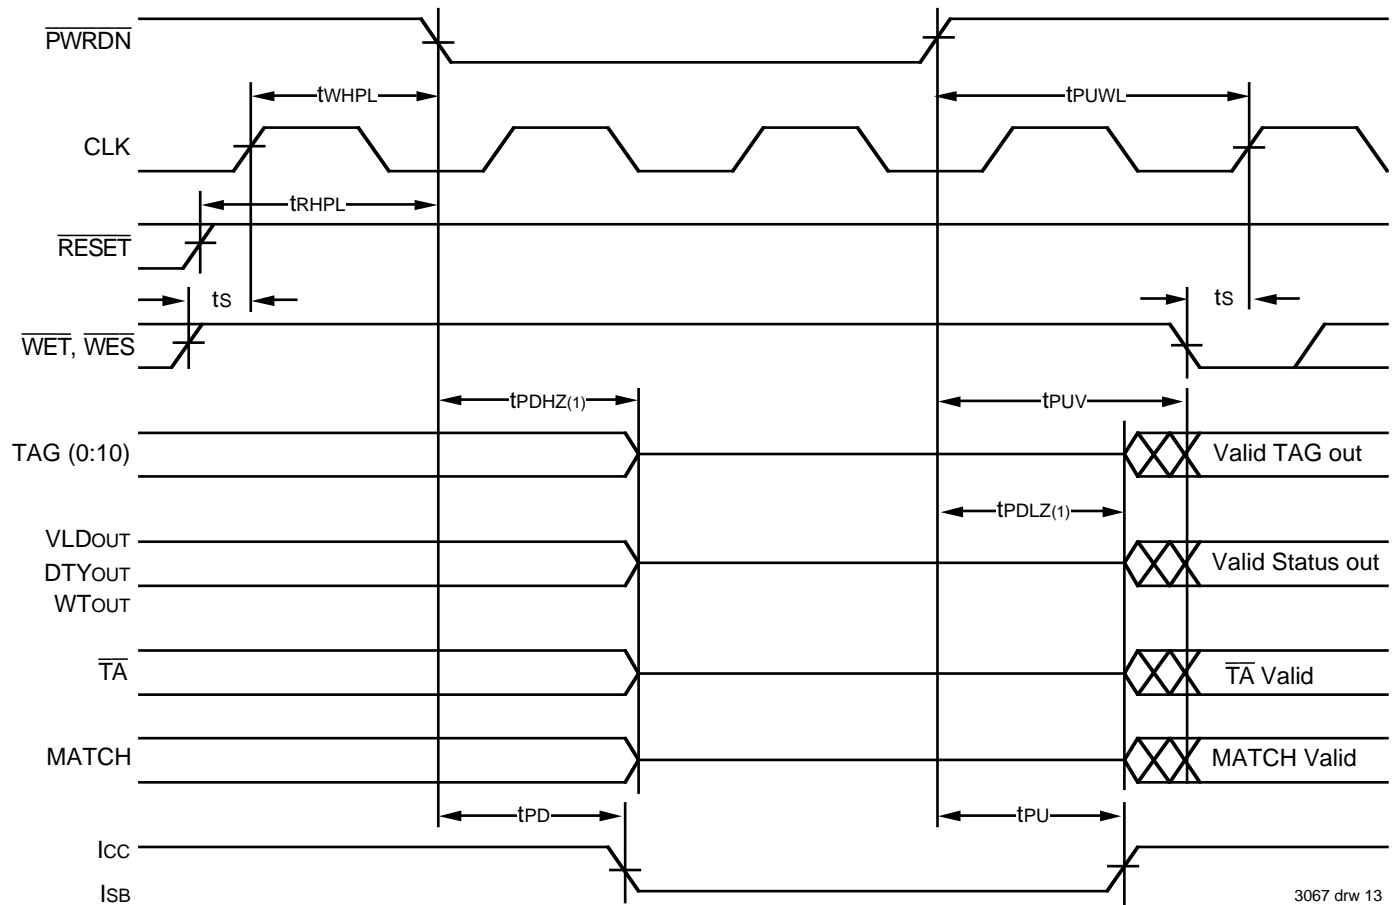 PWRDN
tWHPL
tPUWL
CLK
tRHPL
RESET
tS
tS
WET, WES
tPDHZ(1)
tPUV
TAG (0:10)
Valid TAG out
tPDLZ(1)
VLDOUT
DTYOUT
Valid Status out
WTOUT
TA
TA Valid
MATCH
MATCH Valid
tPD
tPU
ICC
ISB
3067 drw 13